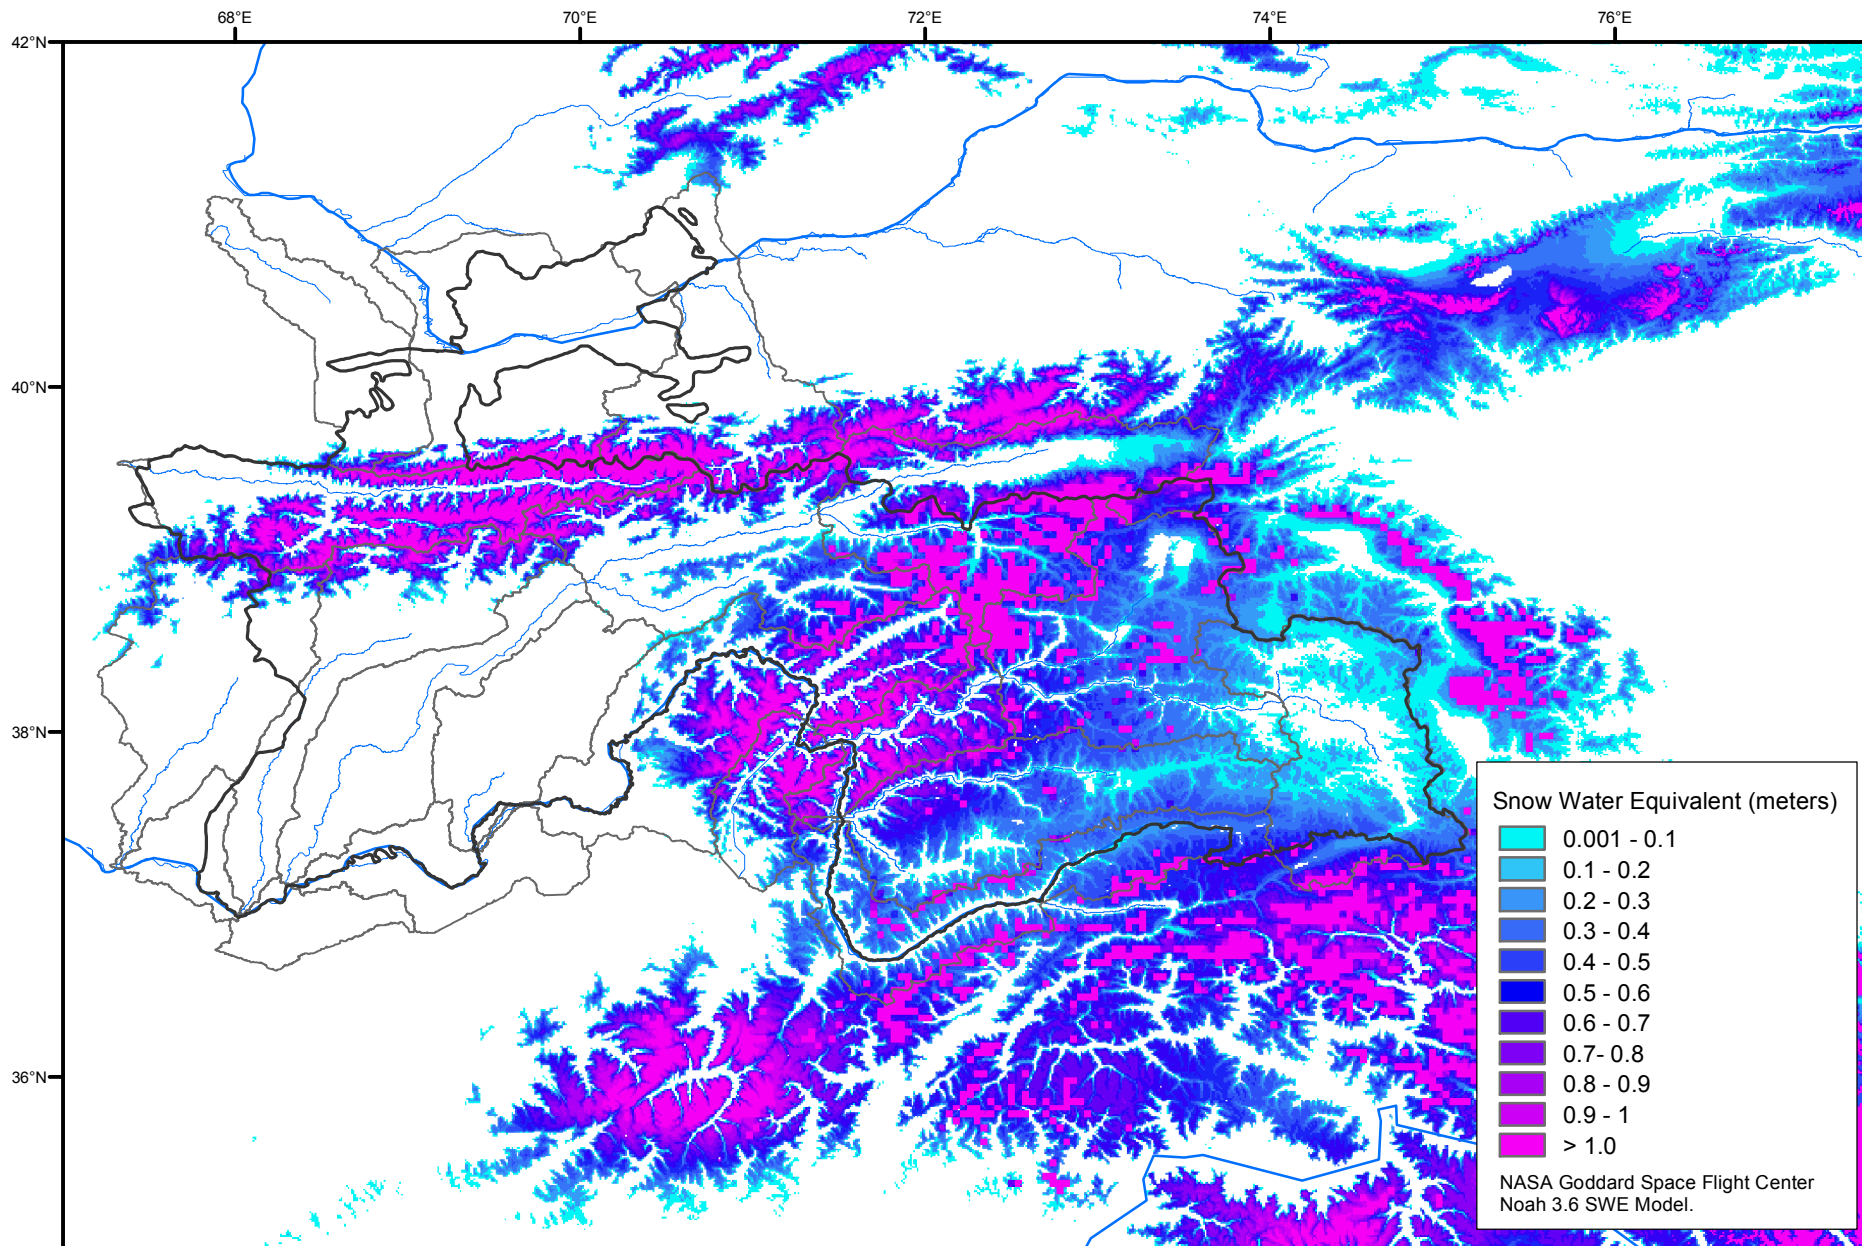 68°E 70°E 72°E 74°E 76°E
42°N
40°N
38°N
36°N
Snow Water Equivalent (meters)
0.001 - 0.1
0.1 - 0.2
0.2 - 0.3
0.3 - 0.4
0.4 - 0.5
0.5 - 0.6
0.6 - 0.7
0.7- 0.8
0.8 - 0.9
0.9 - 1
> 1.0
NASA Goddard Space Flight Center
Noah 3.6 SWE Model.